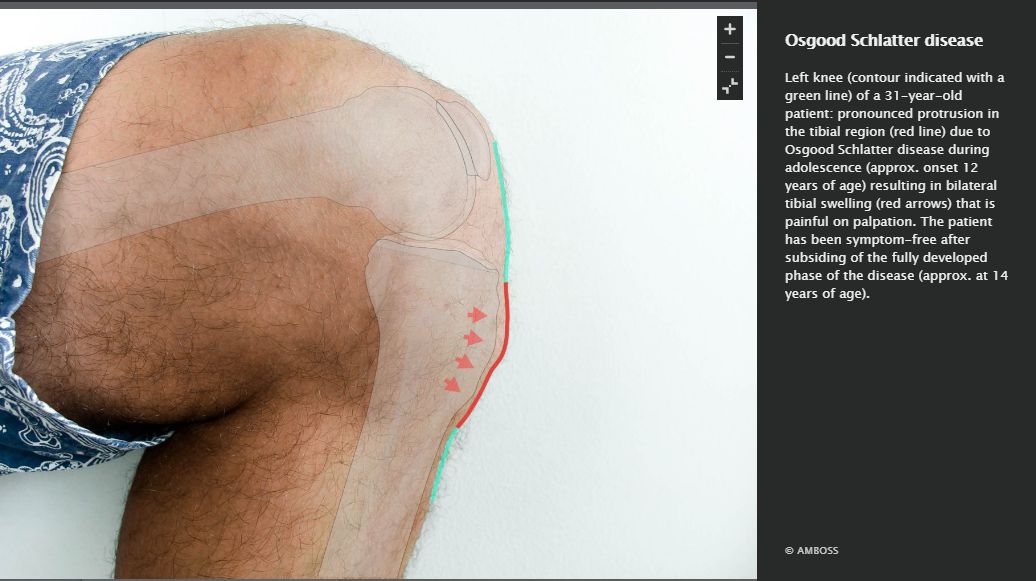 Osgood Schlatter disease
Left knee (contour indicated with a
green line) of a 31-year-old
patient: pronounced protrusion in
the tibial region (red line) due to
Osgood Schlatter disease during
adolescence (approx. onset 12
years of age) resulting in bilateral
tibial swelling (red arrows) that is
painful on palpation. The patient
has been symptom-free after
subsiding of the fully developed
phase of the disease (approx. at 14
years of age).
© AMBOSS